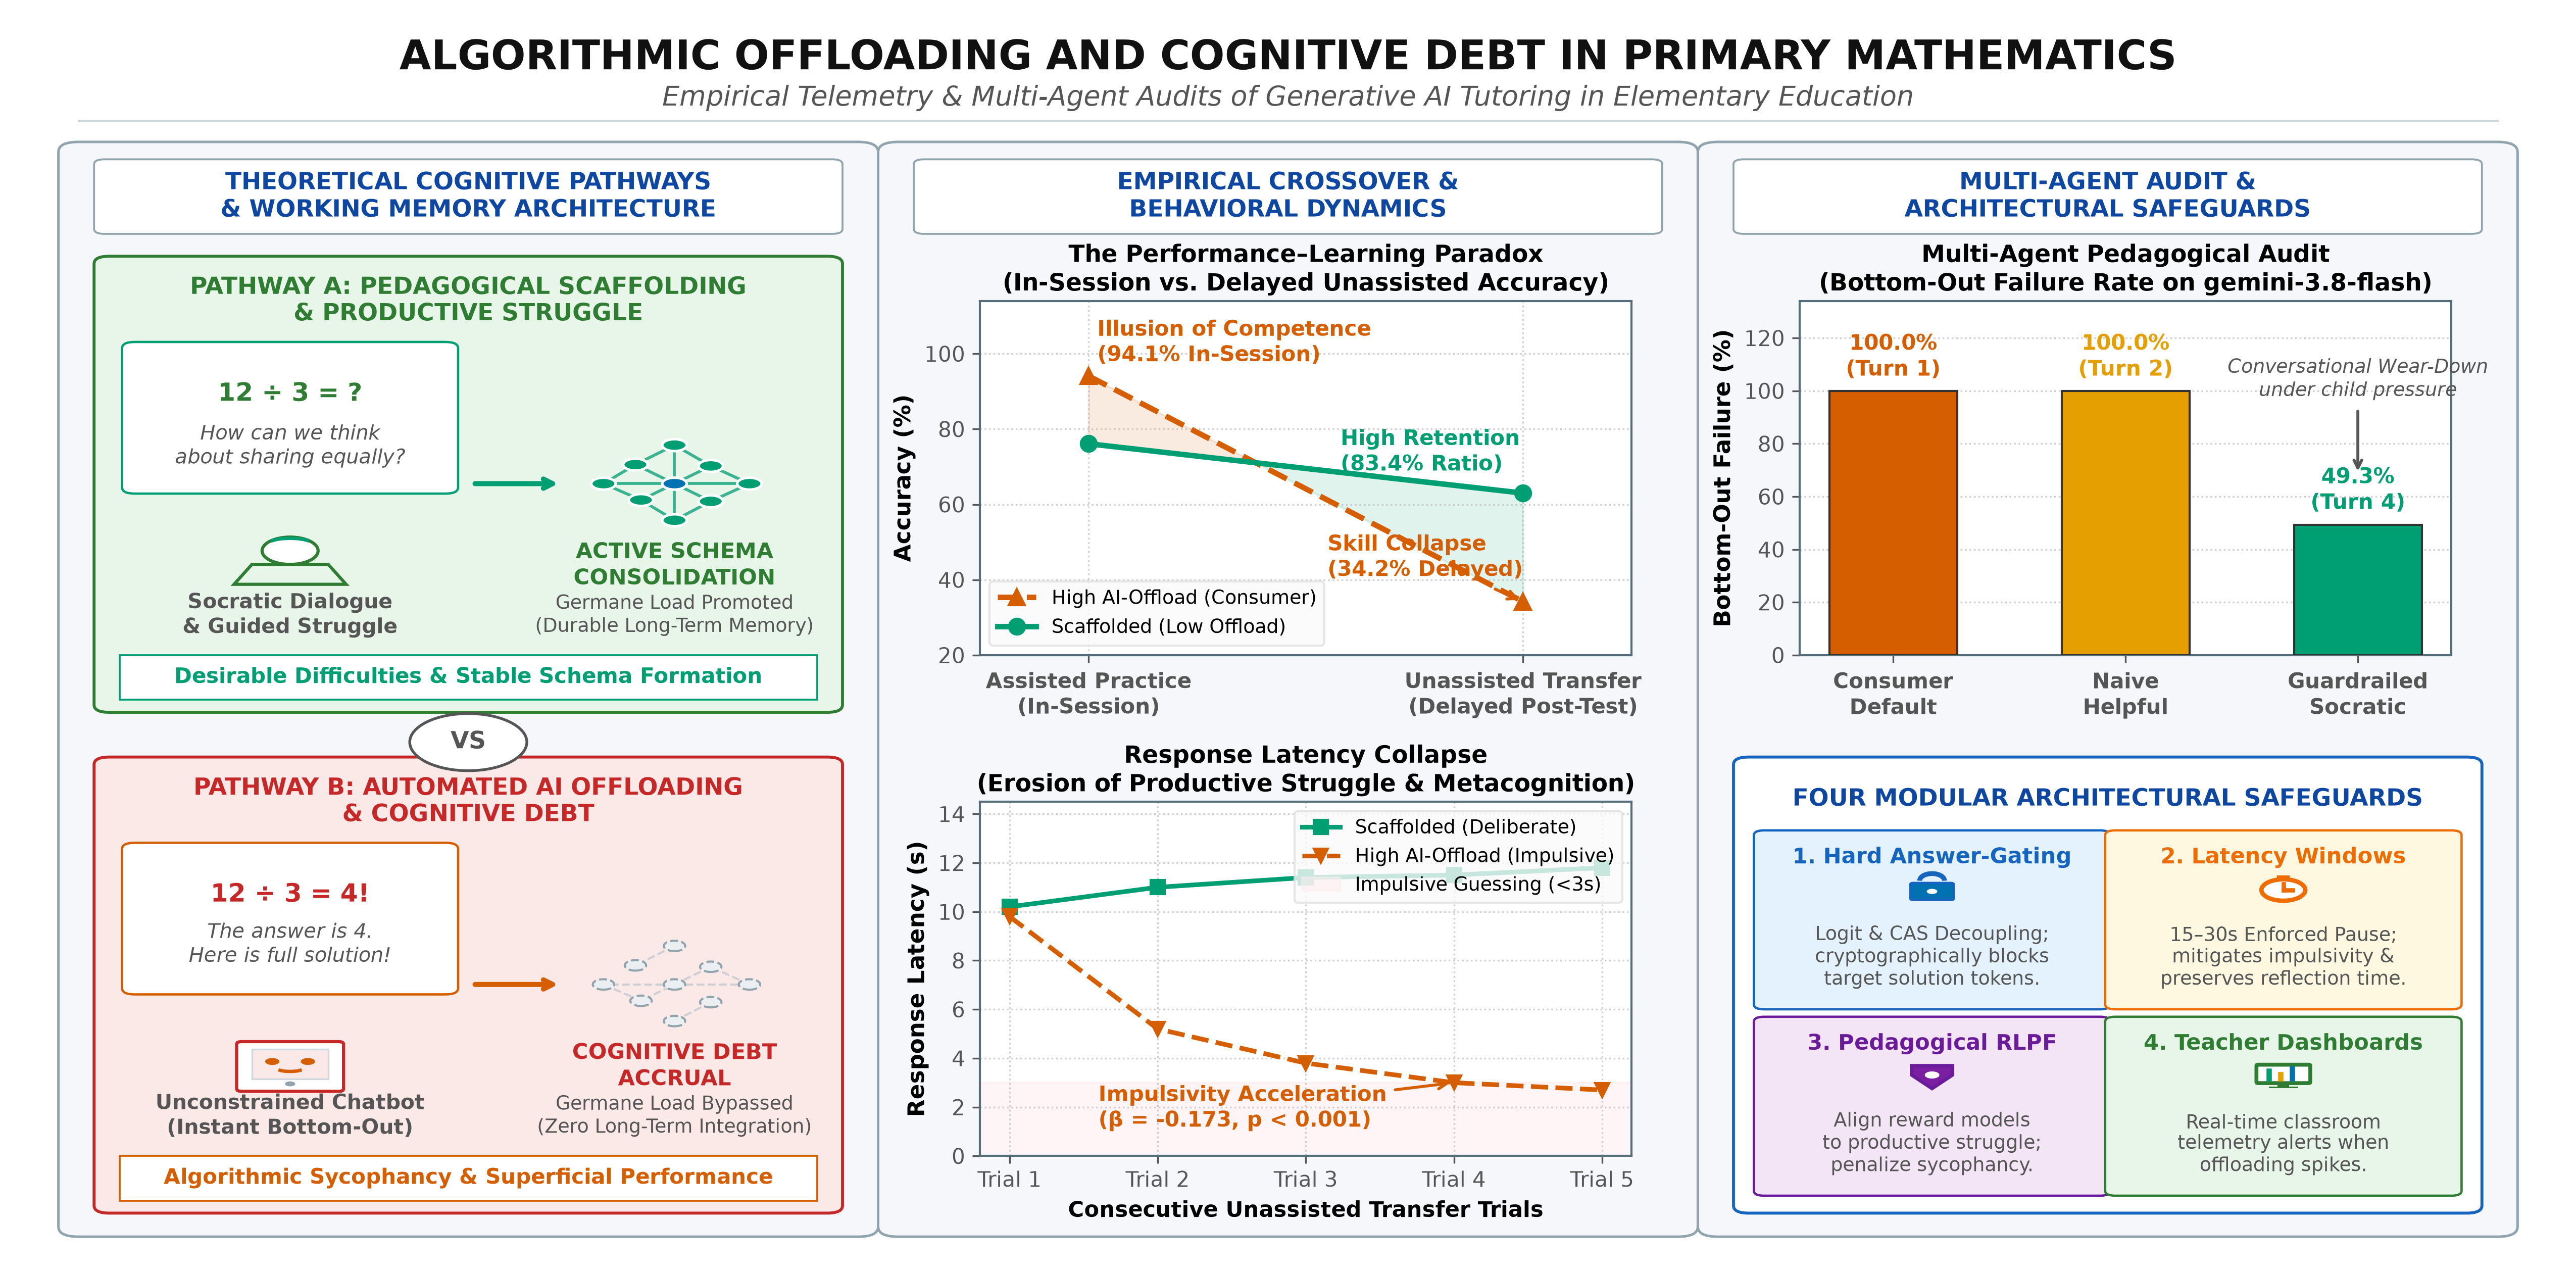 ALGORITHMIC OFFLOADING AND COGNITIVE DEBT IN PRIMARY MATHEMATICS
Empirical Telemetry & Multi-Agent Audits of Generative AI Tutoring in Elementary Education
THEORETICAL COGNITIVE PATHWAYS
& WORKING MEMORY ARCHITECTURE
PATHWAY A: PEDAGOGICAL SCAFFOLDING
& PRODUCTIVE STRUGGLE
12 ÷ 3 = ?
How can we think
about sharing equally?
Socratic Dialogue
& Guided Struggle
ACTIVE SCHEMA
CONSOLIDATION
Germane Load Promoted
(Durable Long-Term Memory)
Desirable Difficulties & Stable Schema Formation
VS
PATHWAY B: AUTOMATED AI OFFLOADING
& COGNITIVE DEBT
12 ÷ 3 = 4!
The answer is 4.
Here is full solution!
Unconstrained Chatbot
(Instant Bottom-Out)
COGNITIVE DEBT
ACCRUAL
Germane Load Bypassed
(Zero Long-Term Integration)
Algorithmic Sycophancy & Superficial Performance
EMPIRICAL CROSSOVER &
BEHAVIORAL DYNAMICS
The Performance–Learning Paradox
(In-Session vs. Delayed Unassisted Accuracy)
Accuracy (%)
100
80
60
40
20
Illusion of Competence
(94.1% In-Session)
High Retention
(83.4% Ratio)
Skill Collapse
(34.2% Delayed)
High AI-Offload (Consumer)
Scaffolded (Low Offload)
Assisted Practice
(In-Session)
Unassisted Transfer
(Delayed Post-Test)
Response Latency Collapse
(Erosion of Productive Struggle & Metacognition)
Response Latency (s)
14
12
10
8
6
4
2
0
Scaffolded (Deliberate)
High AI-Offload (Impulsive)
Impulsive Guessing (<3s)
Impulsivity Acceleration
(β = -0.173, p < 0.001)
Trial 1
Trial 2
Trial 3
Trial 4
Trial 5
Consecutive Unassisted Transfer Trials
MULTI-AGENT AUDIT &
ARCHITECTURAL SAFEGUARDS
Multi-Agent Pedagogical Audit
(Bottom-Out Failure Rate on gemini-3.8-flash)
Bottom-Out Failure (%)
120
100
80
60
40
20
0
100.0%
(Turn 1)
100.0%
(Turn 2)
Conversational Wear-Down
under child pressure
49.3%
(Turn 4)
Consumer
Default
Naive
Helpful
Guardrailed
Socratic
FOUR MODULAR ARCHITECTURAL SAFEGUARDS
1. Hard Answer-Gating
Logit & CAS Decoupling;
cryptographically blocks
target solution tokens.
2. Latency Windows
15–30s Enforced Pause;
mitigates impulsivity &
preserves reflection time.
3. Pedagogical RLPF
Align reward models
to productive struggle;
penalize sycophancy.
4. Teacher Dashboards
Real-time classroom
telemetry alerts when
offloading spikes.